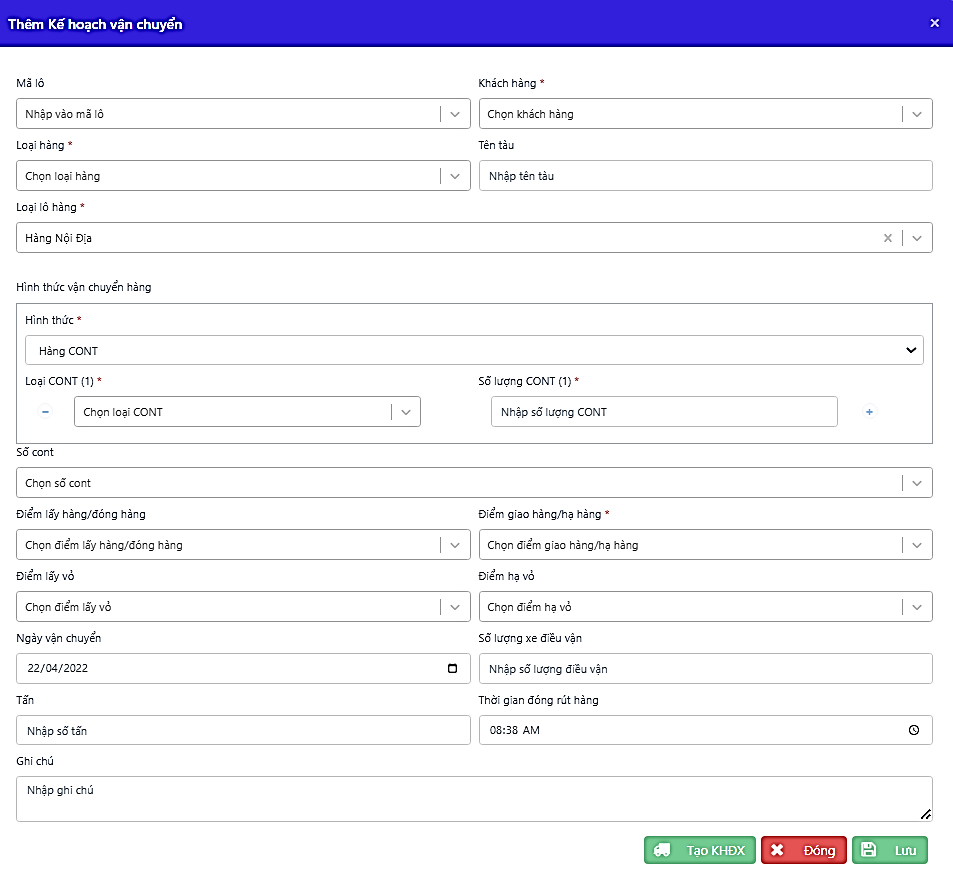 Thêm Kế hoạch vận chuyển
Mã lô
Khách hàng *
Nhập vào mã lô
Chọn khách hàng
Loại hàng *
Tên tàu
Chọn loại hàng
Nhập tên tàu
Loại lô hàng *
Hàng Nội Địa
Hình thức vận chuyển hàng
Hình thức *
Hàng CONT
Loại CONT (1) *
Số lượng CONT (1) *
Chọn loại CONT
Nhập số lượng CONT
Số cont
Chọn số cont
Điểm lấy hàng/đóng hàng
Điểm giao hàng/hạ hàng *
Chọn điểm lấy hàng/đóng hàng
Chọn điểm giao hàng/hạ hàng
Điểm lấy vỏ
Điểm hạ vỏ
Chọn điểm lấy vỏ
Chọn điểm hạ vỏ
Ngày vận chuyển
Số lượng xe điều vận
22/04/2022
Nhập số lượng điều vận
Tấn
Thời gian đóng rút hàng
Nhập số tấn
08:38 AM
Ghi chú
Nhập ghi chú
Tạo KHĐX
Đóng
Lưu